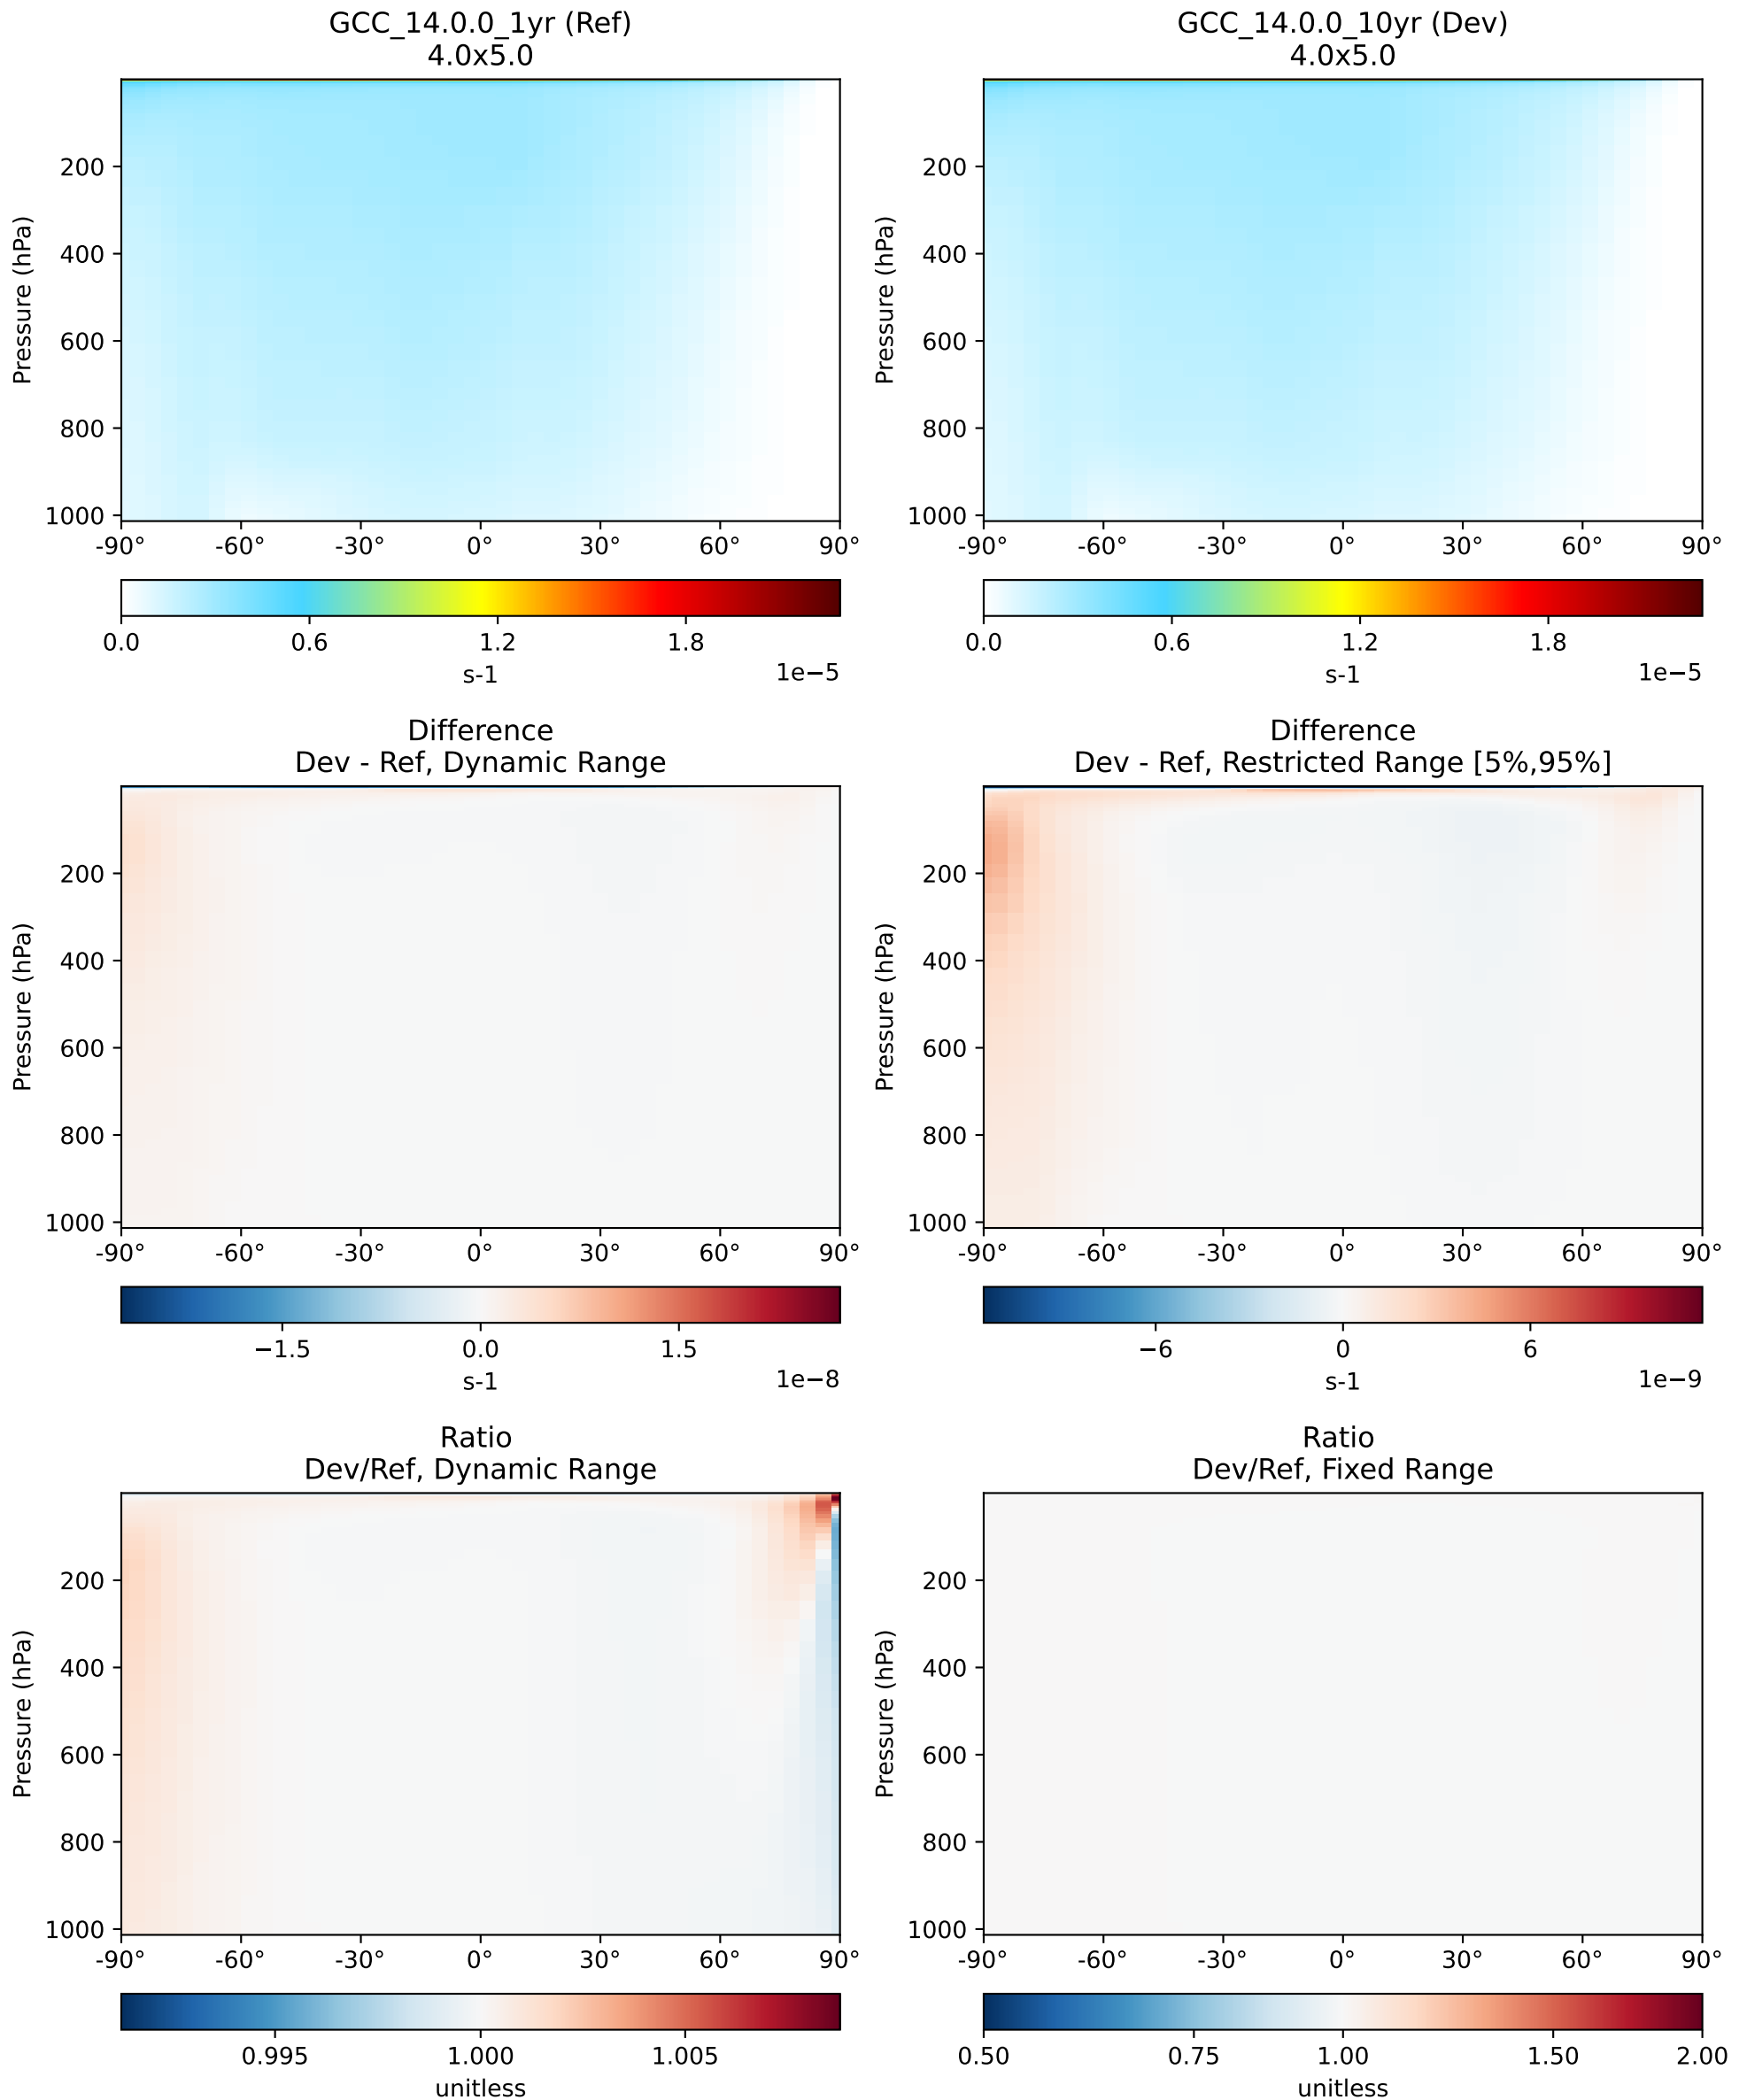 GCC_14.0.0_1yr (Ref)
4.0x5.0
GCC_14.0.0_10yr (Dev)
4.0x5.0
Pressure (hPa)
200
400
600
800
1000
-90° -60° -30° 0° 30° 60° 90°
0.0 0.6 1.2 1.8
s-1
1e−5
Pressure (hPa)
200
400
600
800
1000
-90° -60° -30° 0° 30° 60° 90°
0.0 0.6 1.2 1.8
s-1
1e−5
Difference
Dev - Ref, Dynamic Range
Pressure (hPa)
200
400
600
800
1000
-90° -60° -30° 0° 30° 60° 90°
−1.5 0.0 1.5
s-1
1e−8
Difference
Dev - Ref, Restricted Range [5%,95%]
Pressure (hPa)
200
400
600
800
1000
-90° -60° -30° 0° 30° 60° 90°
−6 0 6
s-1
1e−9
Ratio
Dev/Ref, Dynamic Range
Pressure (hPa)
200
400
600
800
1000
-90° -60° -30° 0° 30° 60° 90°
0.995 1.000 1.005
unitless
Ratio
Dev/Ref, Fixed Range
Pressure (hPa)
200
400
600
800
1000
-90° -60° -30° 0° 30° 60° 90°
0.50 0.75 1.00 1.50 2.00
unitless